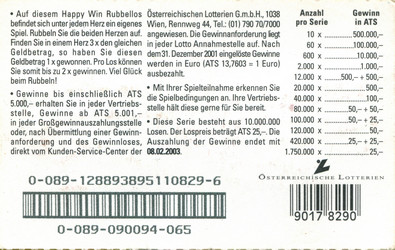 • Auf diesem Happy Win Rubbellos
befindet sich unter jedem Herz ein eigenes
Spiel. Rubbeln Sie die beiden Herzen auf.
Finden Sie in einem Herz 3 x den gleichen
Geldbetrag, so haben Sie diesen
Geldbetrag 1 x gewonnen. Pro Los können
Sie somit bis zu 2 x gewinnen. Viel Glück
beim Rubbeln!
• Gewinne bis einschließlich ATS
5.000,– erhalten Sie in jeder Vertriebs-
stelle, Gewinne ab ATS 5.001,–
in jeder Großgewinnauszahlungsstelle
oder, nach Übermittlung einer Gewinn-
anforderung und des Gewinnloses,
direkt vom Kunden-Service-Center der
Österreichischen Lotterien G.m.b.H., 1038
Wien, Rennweg 44, Tel.: (01) 790 70/7000
angewiesen. Die Gewinnanforderung liegt
in jeder Lotto Annahmestelle auf. Nach
dem 31. Dezember 2001 eingelöste Gewinne
werden in Euro (ATS 13,7603 = 1 Euro)
ausbezahlt.
• Mit Ihrer Spielteilnahme erkennen Sie
die Spielbedingungen an. Ihre Vertriebs-
stelle hält diese gerne für Sie bereit.
• Diese Serie besteht aus 10.000.000
Losen. Der Lospreis beträgt ATS 25,–. Die
Auszahlung der Gewinne endet mit
08.02.2003.
Anzahl Gewinn
pro Serie in ATS
10 x 500.000,–
60 x 100.000,–
600 x 10.000,–
2.000 x 1.000,–
12.000 x 500,– + 500,–
20.000 x 500,–
40.000 x 100,–
80.000 x 50,– + 50,–
100.000 x 50,– + 25,–
120.000 x 50,–
420.000 x 25,– + 25,–
1.750.000 x 25,–
ÖSTERREICHISCHE LOTTERIEN
0-089-128893895110829-6
0-089-090094-065
9017 8290